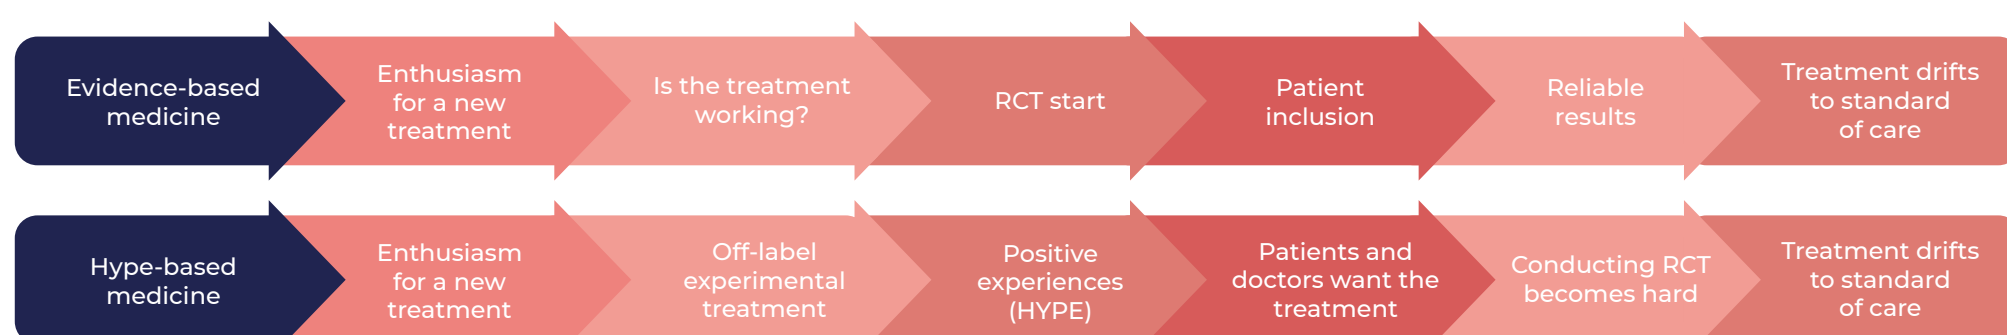 Evidence-based
medicine
Enthusiasm
for a new
treatment
Is the treatment
working?
RCT start
Patient
inclusion
Reliable
results
Treatment drifts
to standard
of care
Hype-based
medicine
Enthusiasm
for a new
treatment
Off-label
experimental
treatment
Positive
experiences
(HYPE)
Patients and
doctors want the
treatment
Conducting RCT
becomes hard
Treatment drifts
to standard
of care